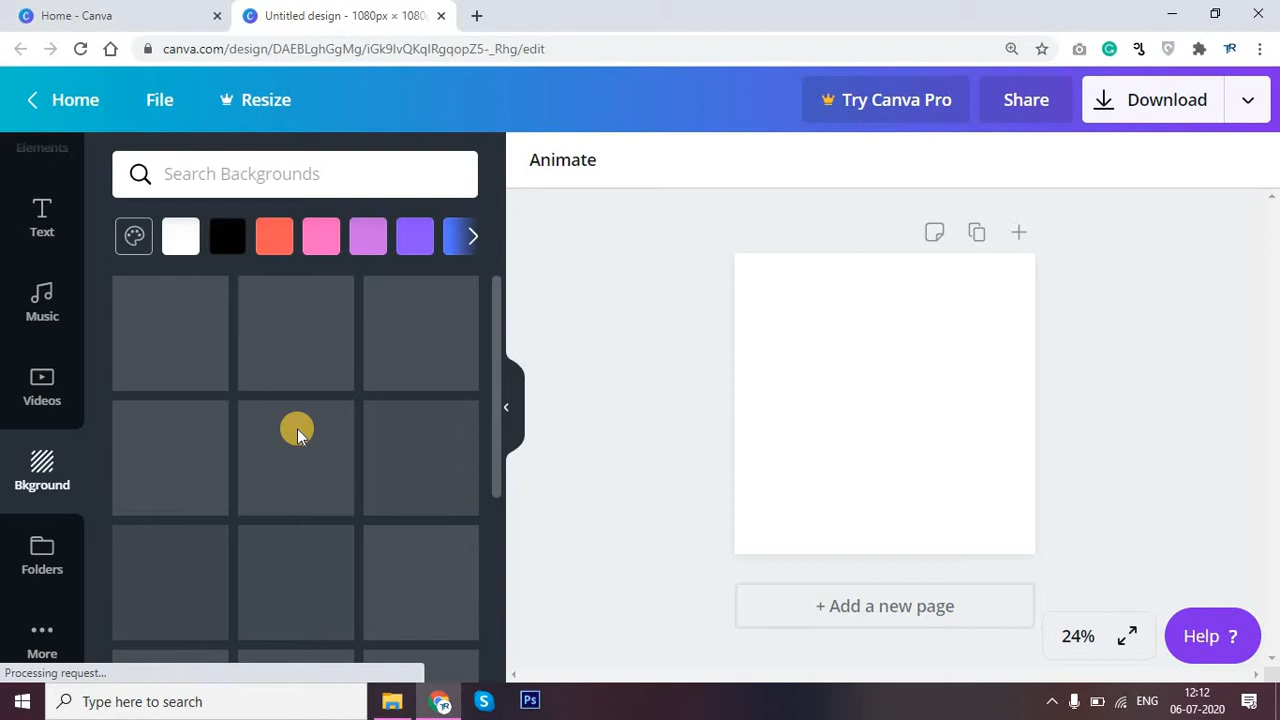 Home - Canva
Untitled design - 1080px × 1080
canva.com/design/DAEBLghGgMg/iGk9lvQKqIRgqopZ5-_Rhg/edit
Home
File
Resize
Try Canva Pro
Share
Download
Elements
Search Backgrounds
Animate
Text
Music
Videos
Bkground
Folders
More
+ Add a new page
24%
Help ?
Processing request...
Type here to search
Ps
ENG
12:12
06-07-2020